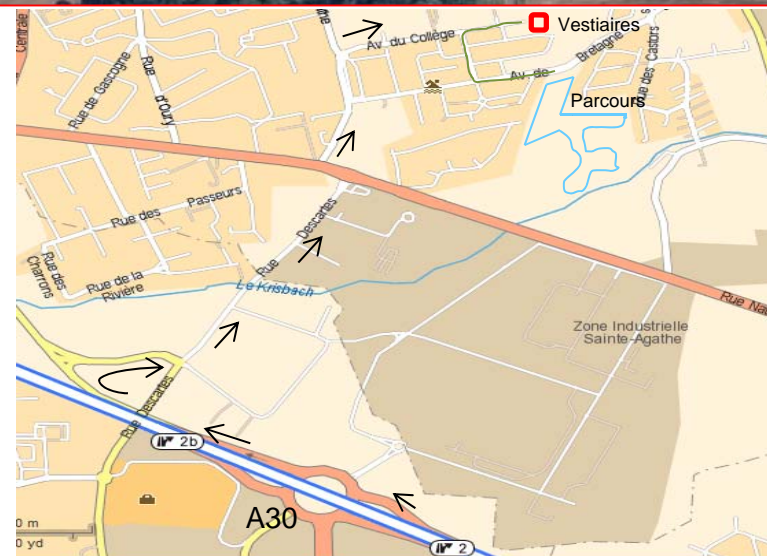 Centrale
Vestiaires
Av. du Collège
Bretagne
Av. de
Rue des Castors
Rue de Gascogne
Rue d'Oury
Parcours
Rue des Passeurs
Rue Descartes
Rue des Charrons
Rue de la Rivière
Le Krisbach
Rue Na
Zone Industrielle
Sainte-Agathe
Rue Descartes
2b
A30
0 m
0 yd
2